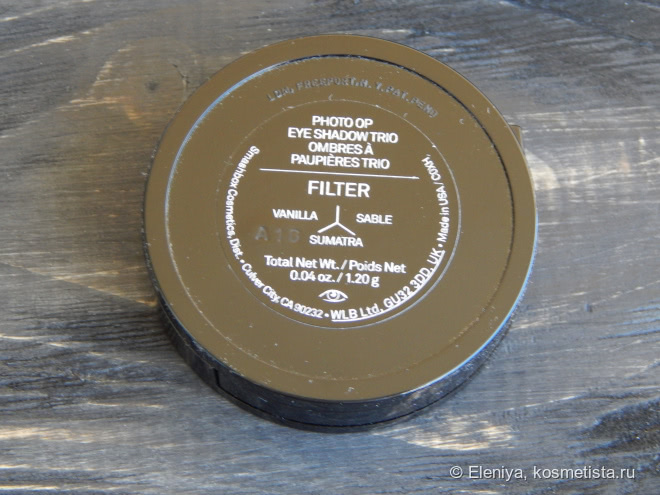 PHOTO OP
EYE SHADOW TRIO
OMBRES À
PAUPIÈRES TRIO
FILTER
VANILLA SABLE
SUMATRA
A19
Total Net Wt. / Poids Net
0.04 oz. / 1.20 g
Smashbox Cosmetics, Dist. • Culver City, CA 90232 • WLB Ltd. GU32 3DD, UK • Made in USA / COXH.
© Eleniya, kosmetista.ru